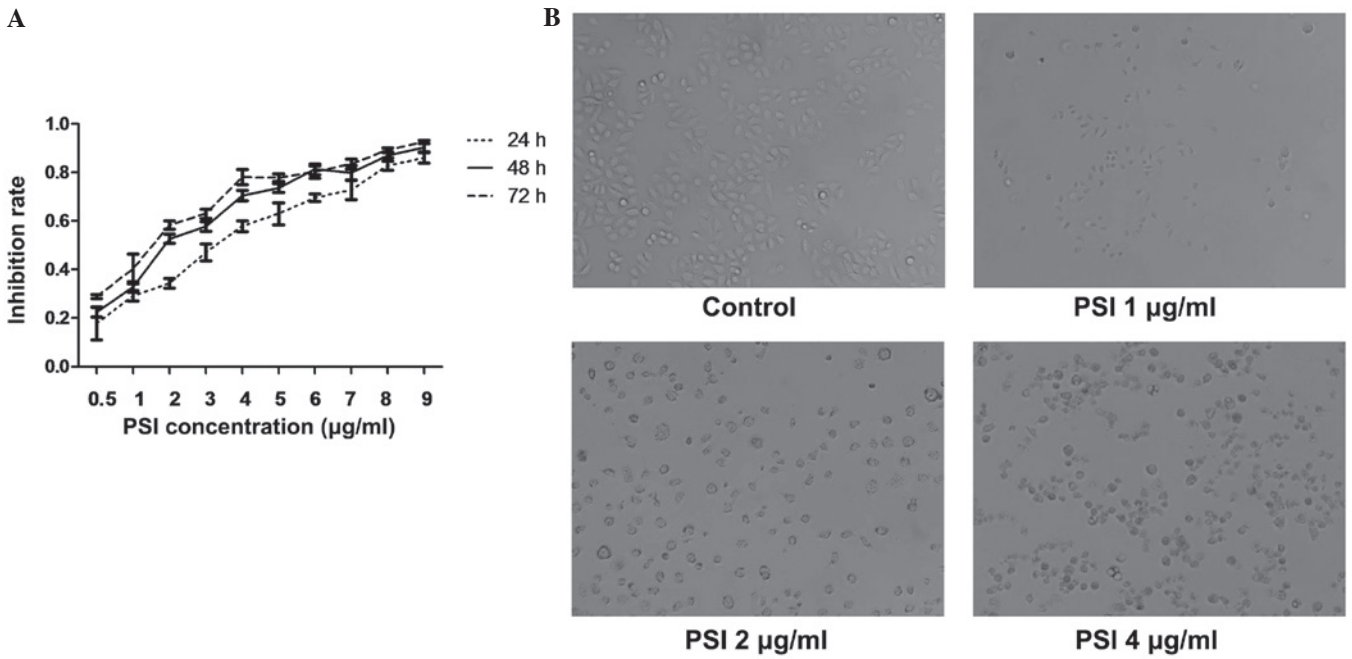 A
B
1.0
0.8
0.6
0.4
0.2
0.0
Inhibition rate
24 h
48 h
72 h
0.5 1 2 3 4 5 6 7 8 9
PSI concentration (µg/ml)
Control
PSI 1 µg/ml
PSI 2 µg/ml
PSI 4 µg/ml